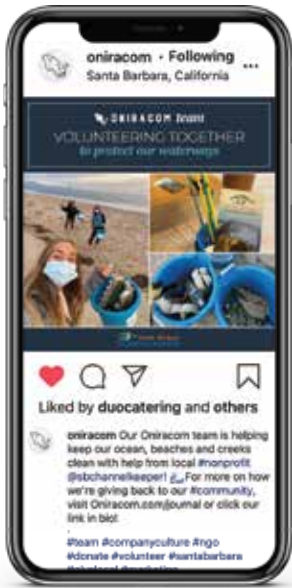 oniracom • Following
Santa Barbara, California
ONIRACOM team
VOLUNTEERING TOGETHER
to protect our waterways
Liked by duocatering and others
oniracom Our Oniracom team is helping
keep our ocean, beaches and creeks
clean with help from local #nonprofit
@sbchannelkeeper! For more on how
we're giving back to our #community,
visit Oniracom.com/journal or click our
link in bio!
.
#team #companyculture #ngo
#donate #volunteer #santabarbara